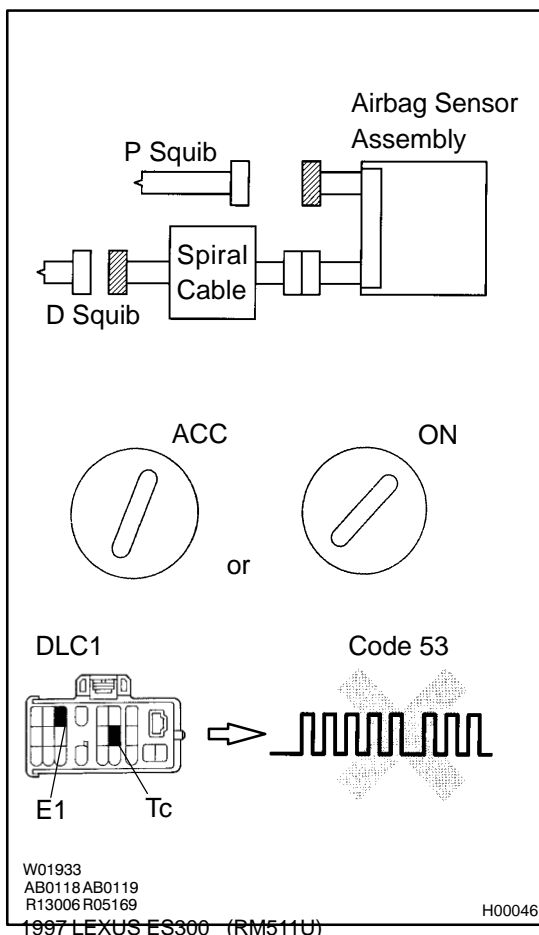 Airbag Sensor
Assembly
P Squib
Spiral
Cable
D Squib
ACC
ON
or
DLC1
Code 53
E1
Tc
W01933
AB0118 AB0119
R13006 R05169
H00046
1997 LEXUS ES300 (RM511U)